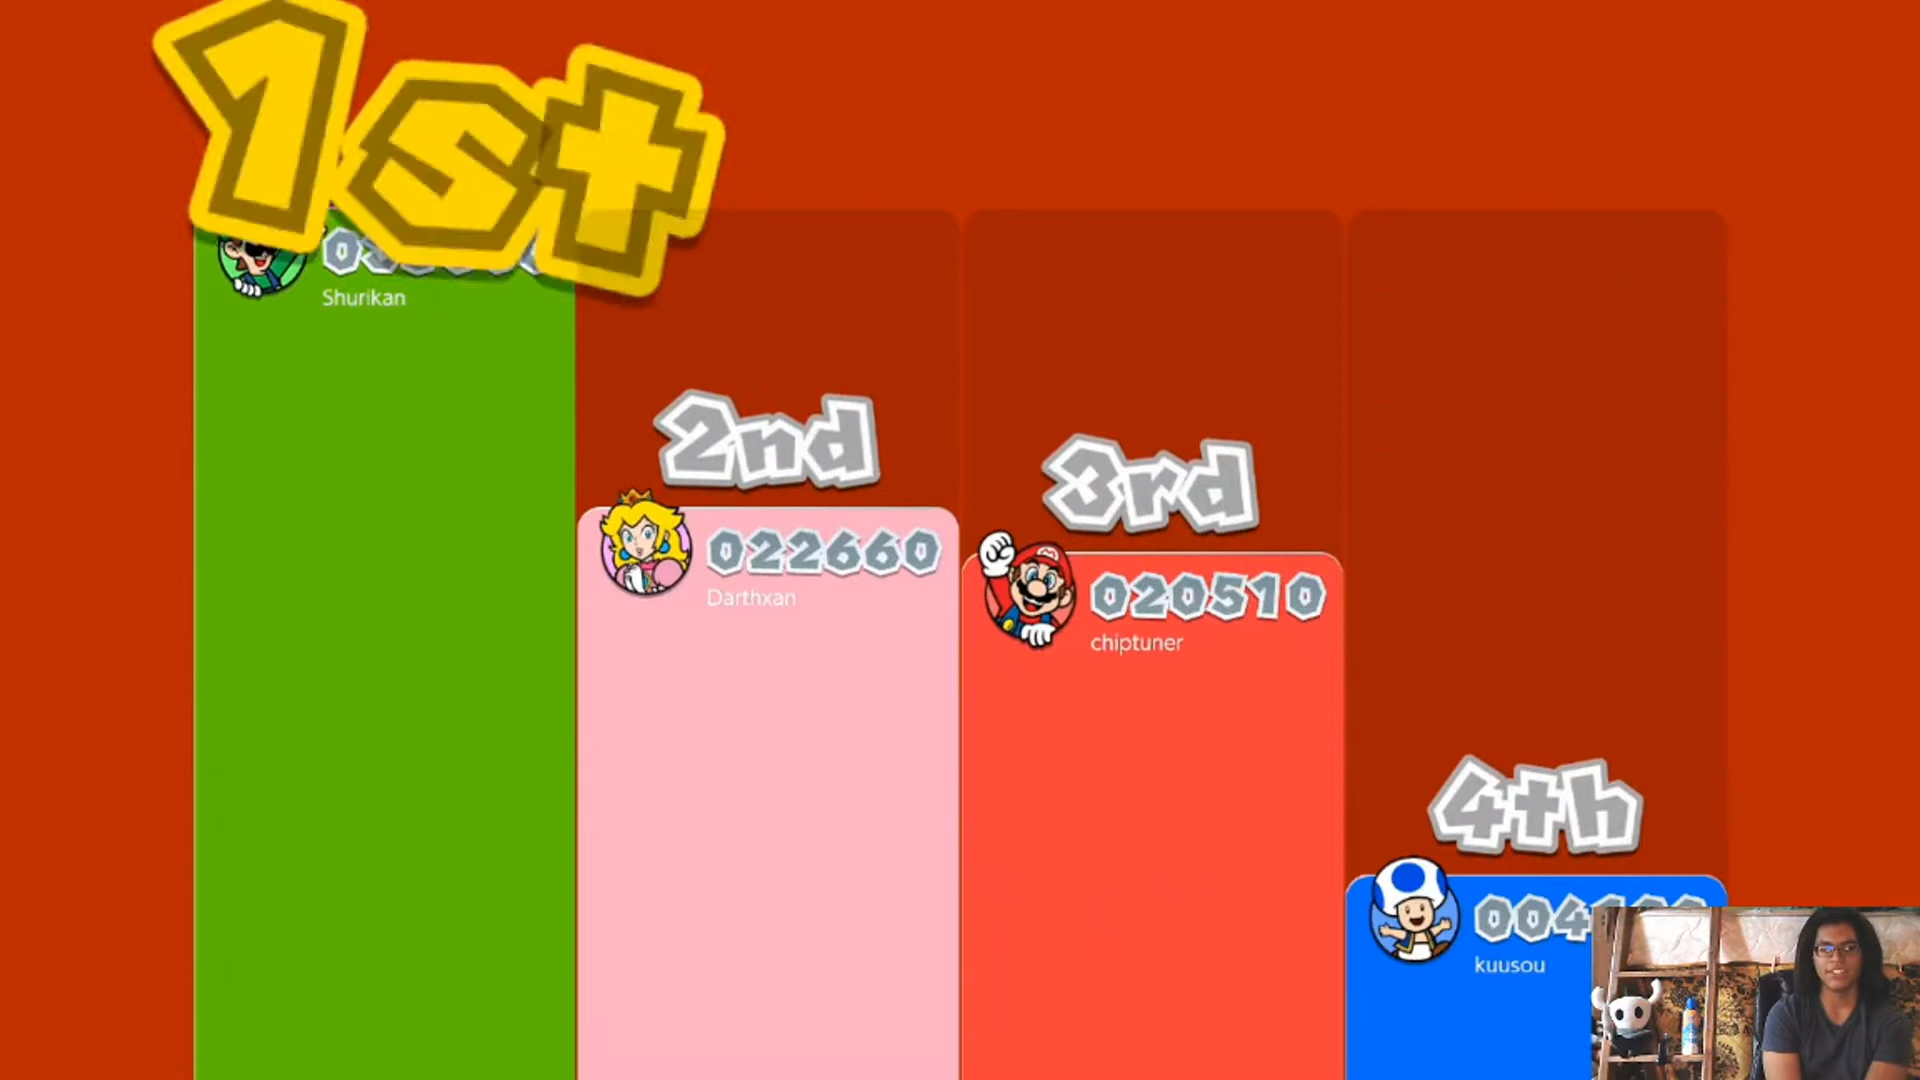 1st
Shurikan
2nd
022660
Darthxan
3rd
020510
chiptuner
4th
kuusou